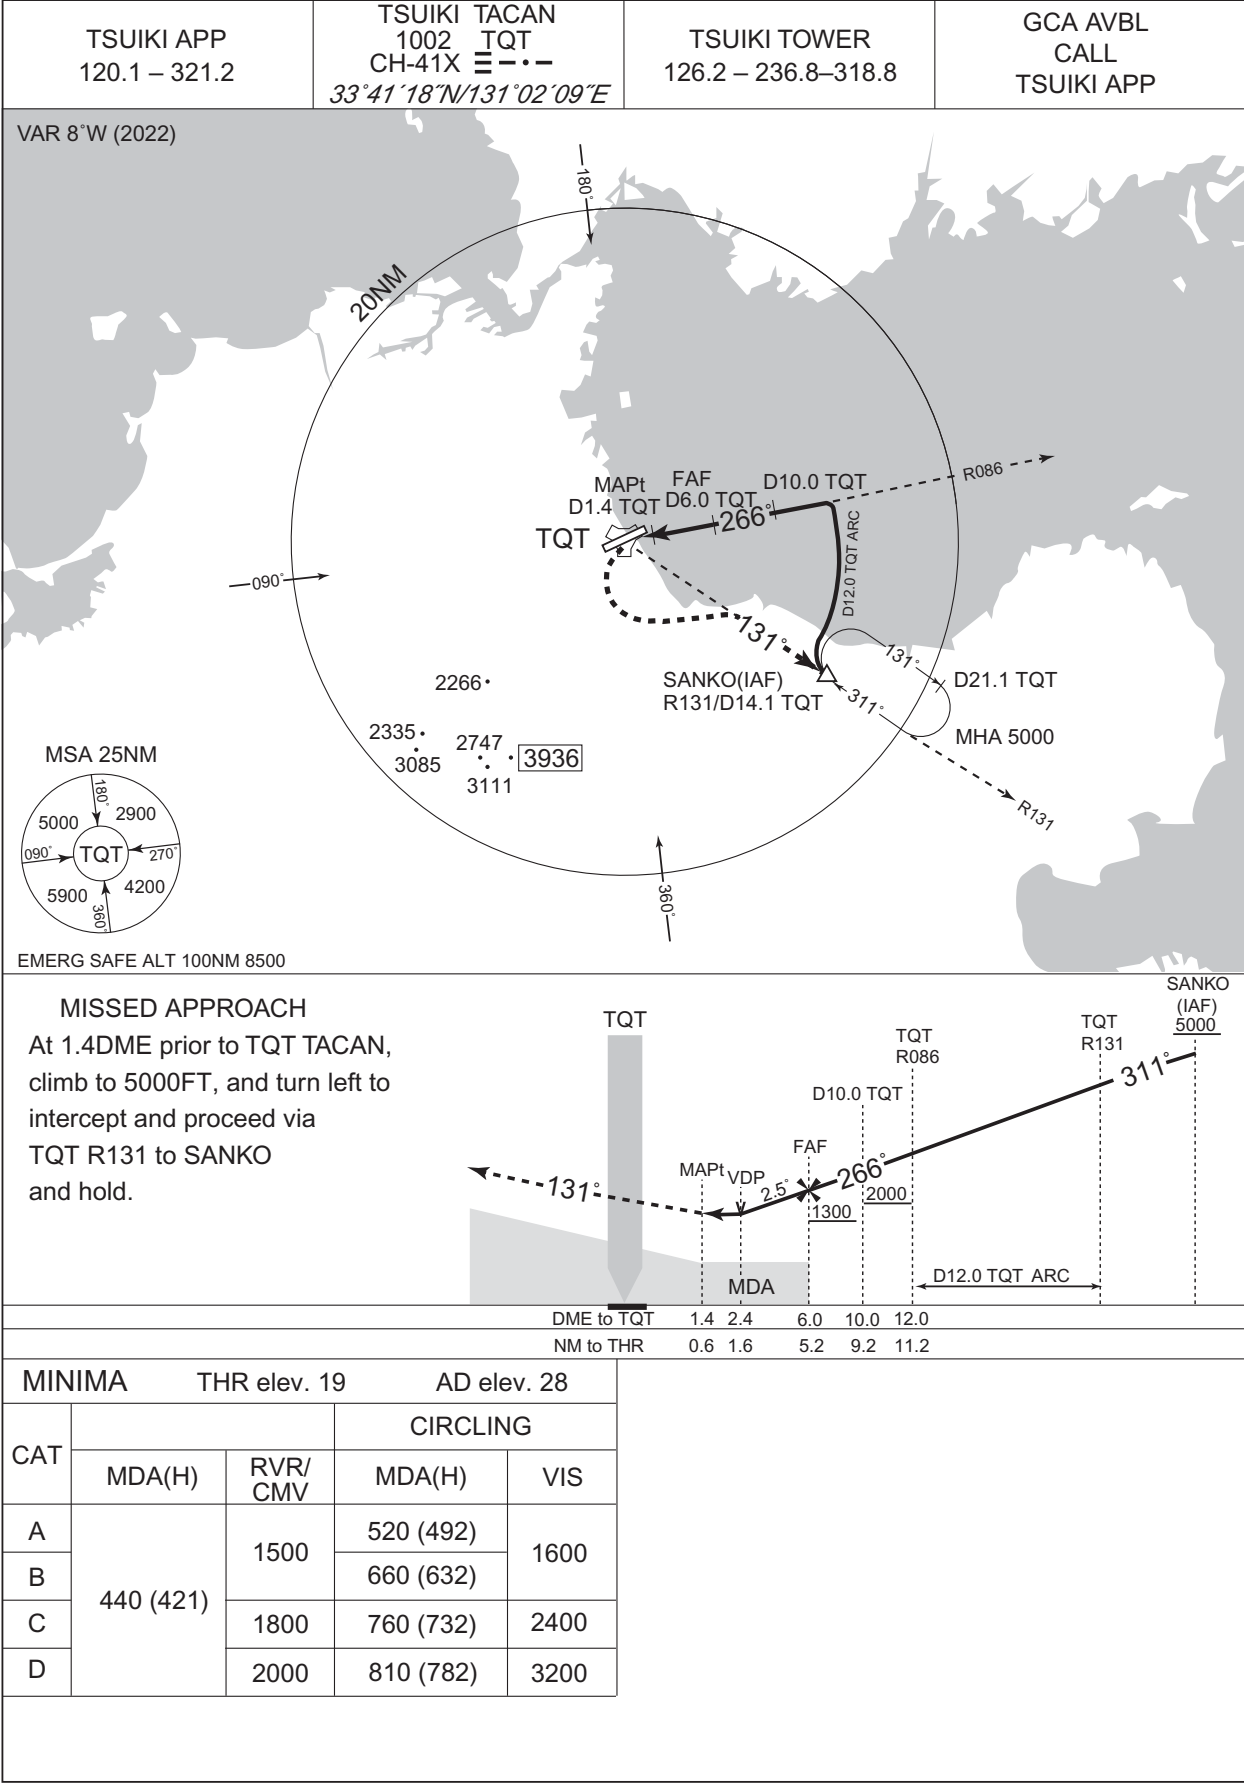 TSUIKI APP
120.1 – 321.2
TSUIKI TACAN
1002 TQT
CH-41X
33˚41´18˝N/131˚02´09˝E
TSUIKI TOWER
126.2 – 236.8–318.8
GCA AVBL
CALL
TSUIKI APP
VAR 8˚W (2022)
180˚
20NM
R086
MAPt
D1.4 TQT
FAF
D6.0 TQT
D10.0 TQT
266˚
TQT
D12.0 TQT ARC
090˚
131˚
131˚
SANKO(IAF)
R131/D14.1 TQT
D21.1 TQT
311˚
MHA 5000
R131
2266
2335
3085
2747
3111
3936
360˚
MSA 25NM
180˚
5000
2900
090˚
TQT
270˚
5900
4200
360˚
EMERG SAFE ALT 100NM 8500
MISSED APPROACH
At 1.4DME prior to TQT TACAN,
climb to 5000FT, and turn left to
intercept and proceed via
TQT R131 to SANKO
and hold.
TQT
SANKO
(IAF)
5000
TQT
R131
TQT
R086
311˚
D10.0 TQT
FAF
266˚
MAPt
VDP
2.5˚
131˚
2000
1300
D12.0 TQT ARC
MDA
DME to TQT 1.4 2.4 6.0 10.0 12.0
NM to THR 0.6 1.6 5.2 9.2 11.2
MINIMA THR elev. 19 AD elev. 28
CAT
CIRCLING
MDA(H)
RVR/
CMV
MDA(H)
VIS
A
B
C
D
440 (421)
1500
1800
2000
520 (492)
660 (632)
760 (732)
810 (782)
1600
2400
3200